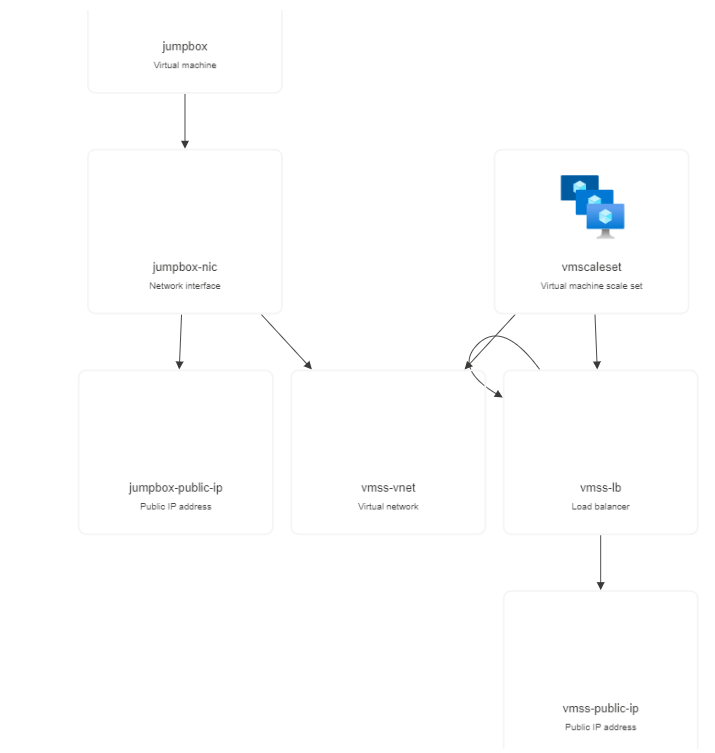 jumpbox
Virtual machine
jumpbox-nic
Network interface
vmscaleset
Virtual machine scale set
jumpbox-public-ip
Public IP address
vmss-vnet
Virtual network
vmss-lb
Load balancer
vmss-public-ip
Public IP address